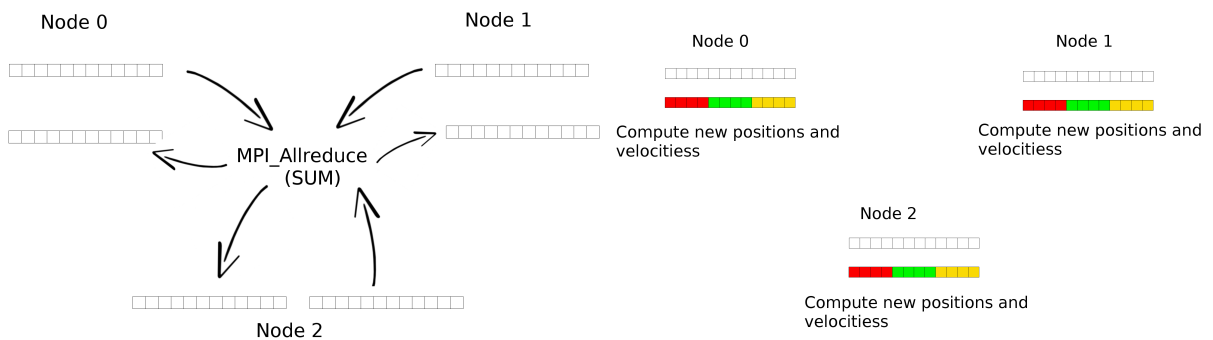 Node 0
Node 1
MPI_Allreduce
(SUM)
Node 2
Node 0
Compute new positions and
velocitiess
Node 1
Compute new positions and
velocitiess
Node 2
Compute new positions and
velocitiess